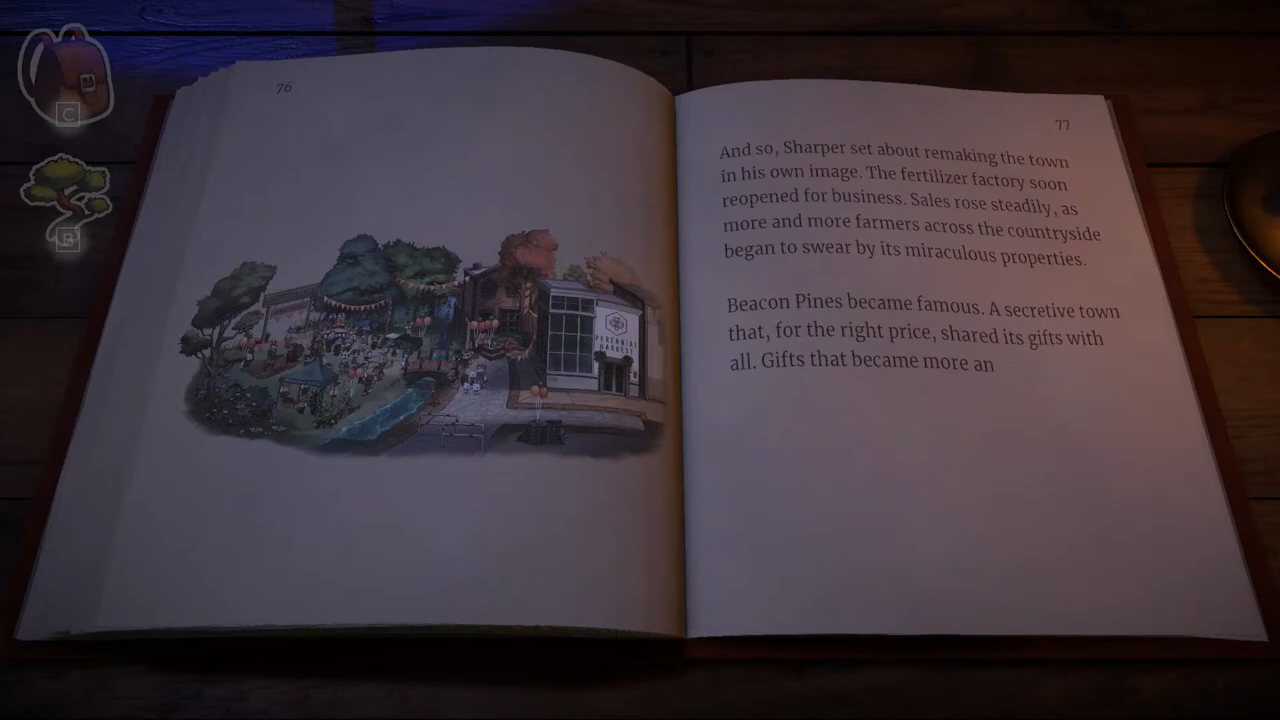 C
B
76
PERENNIAL
HARVEST
77
And so, Sharper set about remaking the town
in his own image. The fertilizer factory soon
reopened for business. Sales rose steadily, as
more and more farmers across the countryside
began to swear by its miraculous properties.
Beacon Pines became famous. A secretive town
that, for the right price, shared its gifts with
all. Gifts that became more an